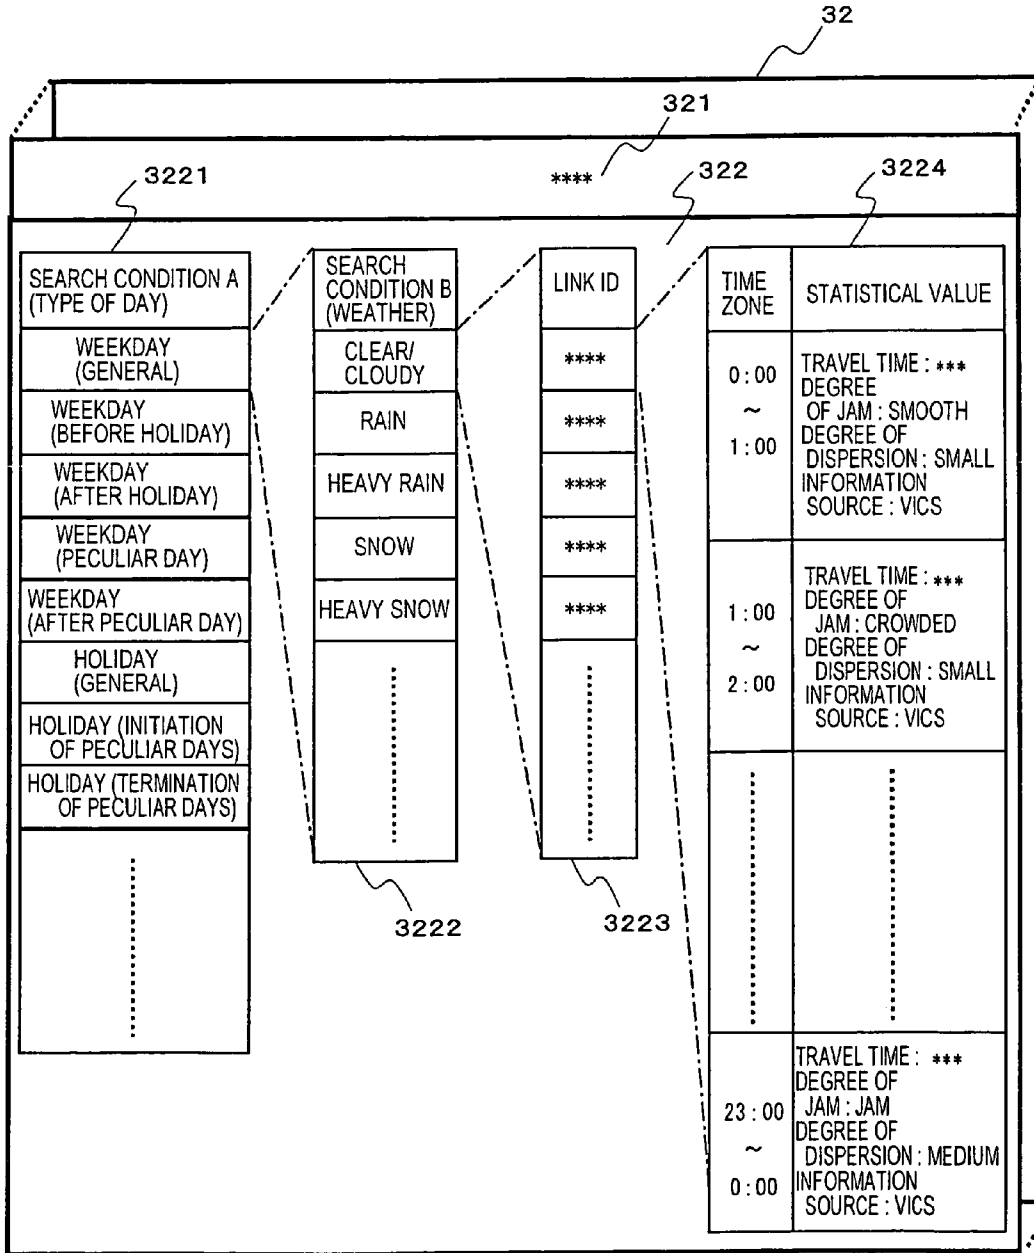 32
321
****
3221
322
3224
SEARCH CONDITION A
(TYPE OF DAY)
WEEKDAY
(GENERAL)
WEEKDAY
(BEFORE HOLIDAY)
WEEKDAY
(AFTER HOLIDAY)
WEEKDAY
(PECULIAR DAY)
WEEKDAY
(AFTER PECULIAR DAY)
HOLIDAY
(GENERAL)
HOLIDAY (INITIATION
OF PECULIAR DAYS)
HOLIDAY (TERMINATION
OF PECULIAR DAYS)
SEARCH
CONDITION B
(WEATHER)
CLEAR/
CLOUDY
RAIN
HEAVY RAIN
SNOW
HEAVY SNOW
3222
LINK ID
****
****
****
****
****
3223
TIME
ZONE
STATISTICAL VALUE
0:00
~
1:00
TRAVEL TIME : ***
DEGREE
OF JAM : SMOOTH
DEGREE OF
DISPERSION : SMALL
INFORMATION
SOURCE : VICS
1:00
~
2:00
TRAVEL TIME : ***
DEGREE OF
JAM : CROWDED
DEGREE OF
DISPERSION : SMALL
INFORMATION
SOURCE : VICS
23:00
~
0:00
TRAVEL TIME : ***
DEGREE OF
JAM : JAM
DEGREE OF
DISPERSION : MEDIUM
INFORMATION
SOURCE : VICS